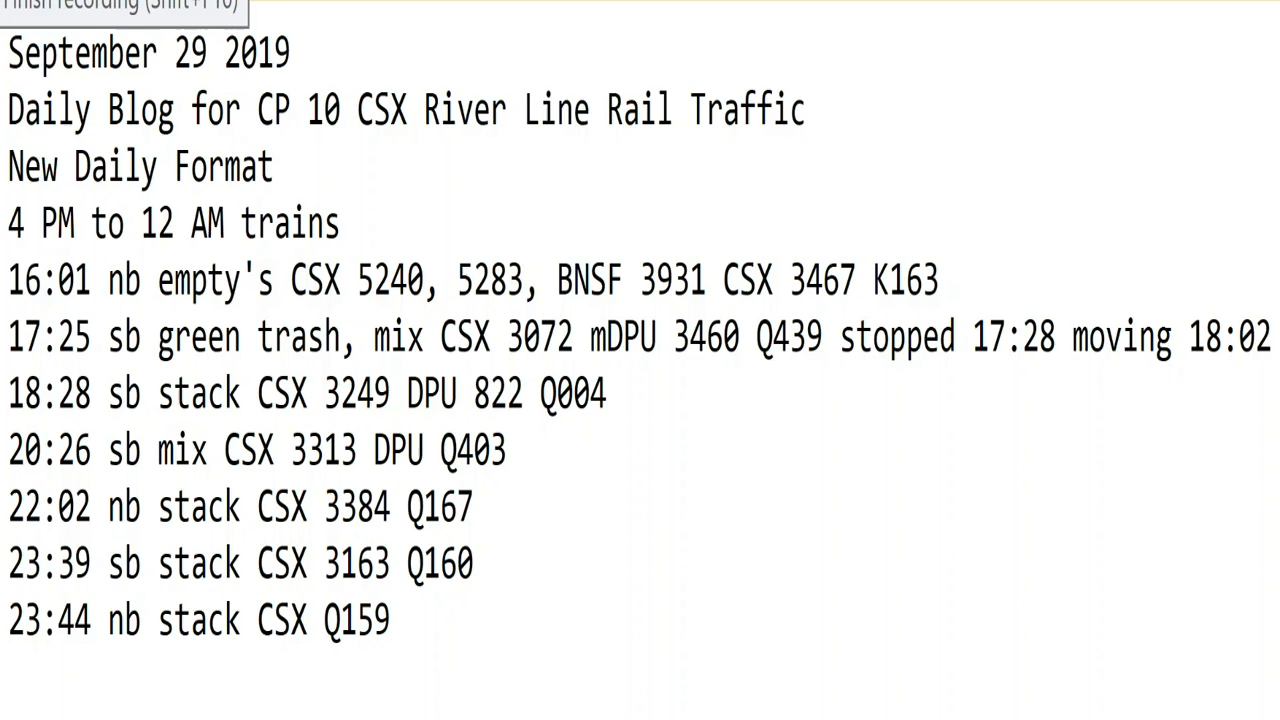 Finish recording (Shift+F10)
September 29 2019
Daily Blog for CP 10 CSX River Line Rail Traffic
New Daily Format
4 PM to 12 AM trains
16:01 nb empty's CSX 5240, 5283, BNSF 3931 CSX 3467 K163
17:25 sb green trash, mix CSX 3072 mDPU 3460 Q439 stopped 17:28 moving 18:02
18:28 sb stack CSX 3249 DPU 822 Q004
20:26 sb mix CSX 3313 DPU Q403
22:02 nb stack CSX 3384 Q167
23:39 sb stack CSX 3163 Q160
23:44 nb stack CSX Q159